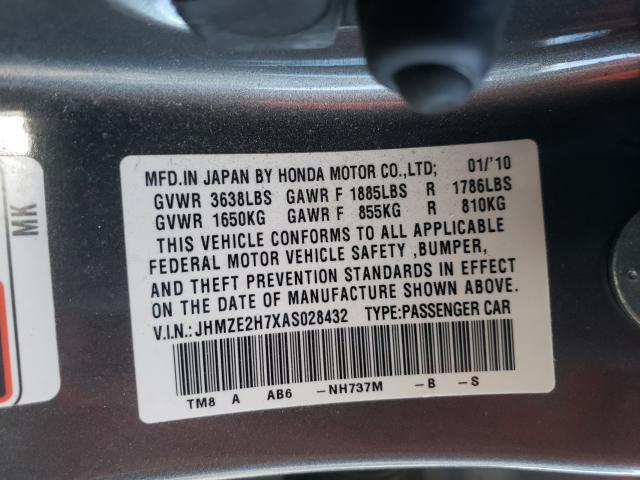 MFD.IN JAPAN BY HONDA MOTOR CO.,LTD; 01/'10
GVWR 3638LBS GAWR F 1885LBS R 1786LBS
GVWR 1650KG GAWR F 855KG R 810KG
THIS VEHICLE CONFORMS TO ALL APPLICABLE
FEDERAL MOTOR VEHICLE SAFETY ,BUMPER,
AND THEFT PREVENTION STANDARDS IN EFFECT
ON THE DATE OF MANUFACTURE SHOWN ABOVE.
V.I.N.: JHMZE2H7XAS028432 TYPE:PASSENGER CAR
TM8 A AB6 -NH737M -B -S
MK